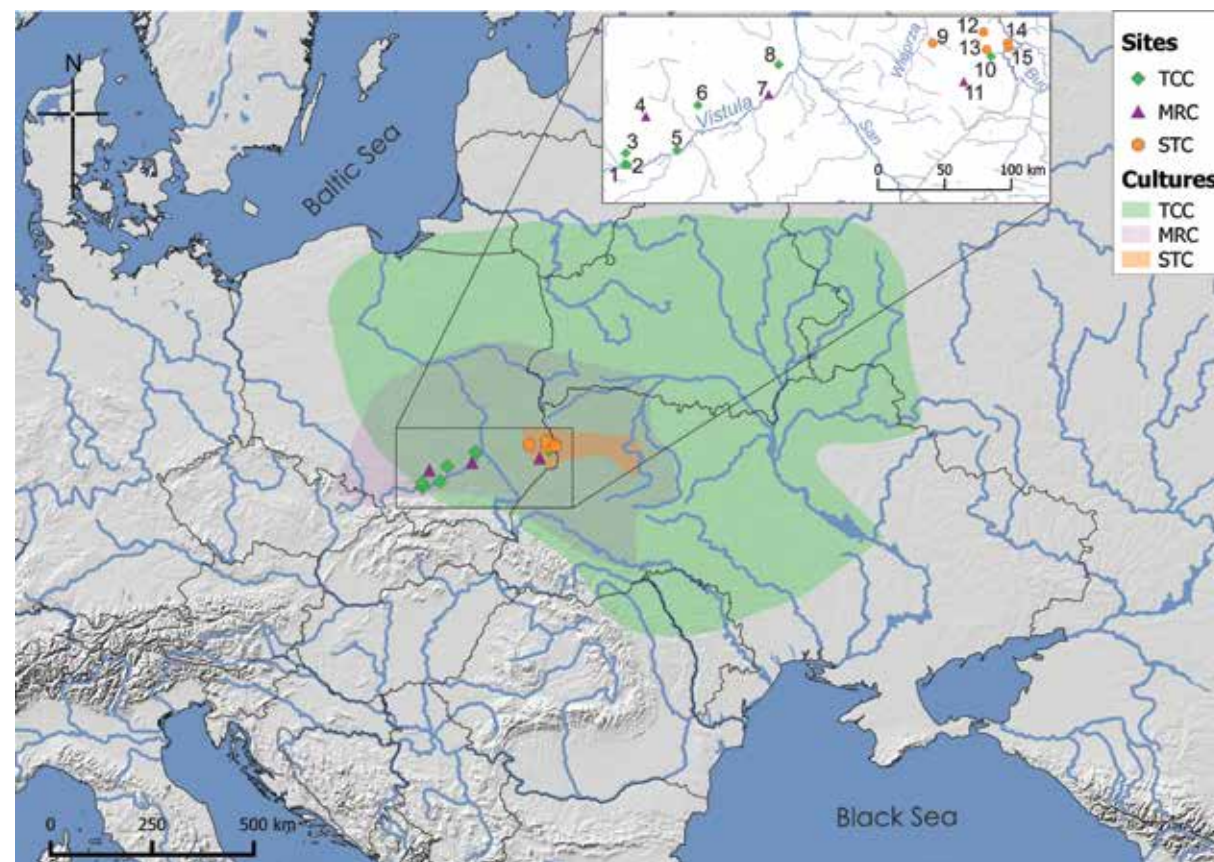 N
Baltic Sea
Black Sea
0 250 500 km
1
2
3
4
5
6
7
8
9
10
11
12
13
14
15
Vistula
San
Wieprza
Bug
0 50 100 km
Sites
TCC
MRC
STC
Cultures
TCC
MRC
STC